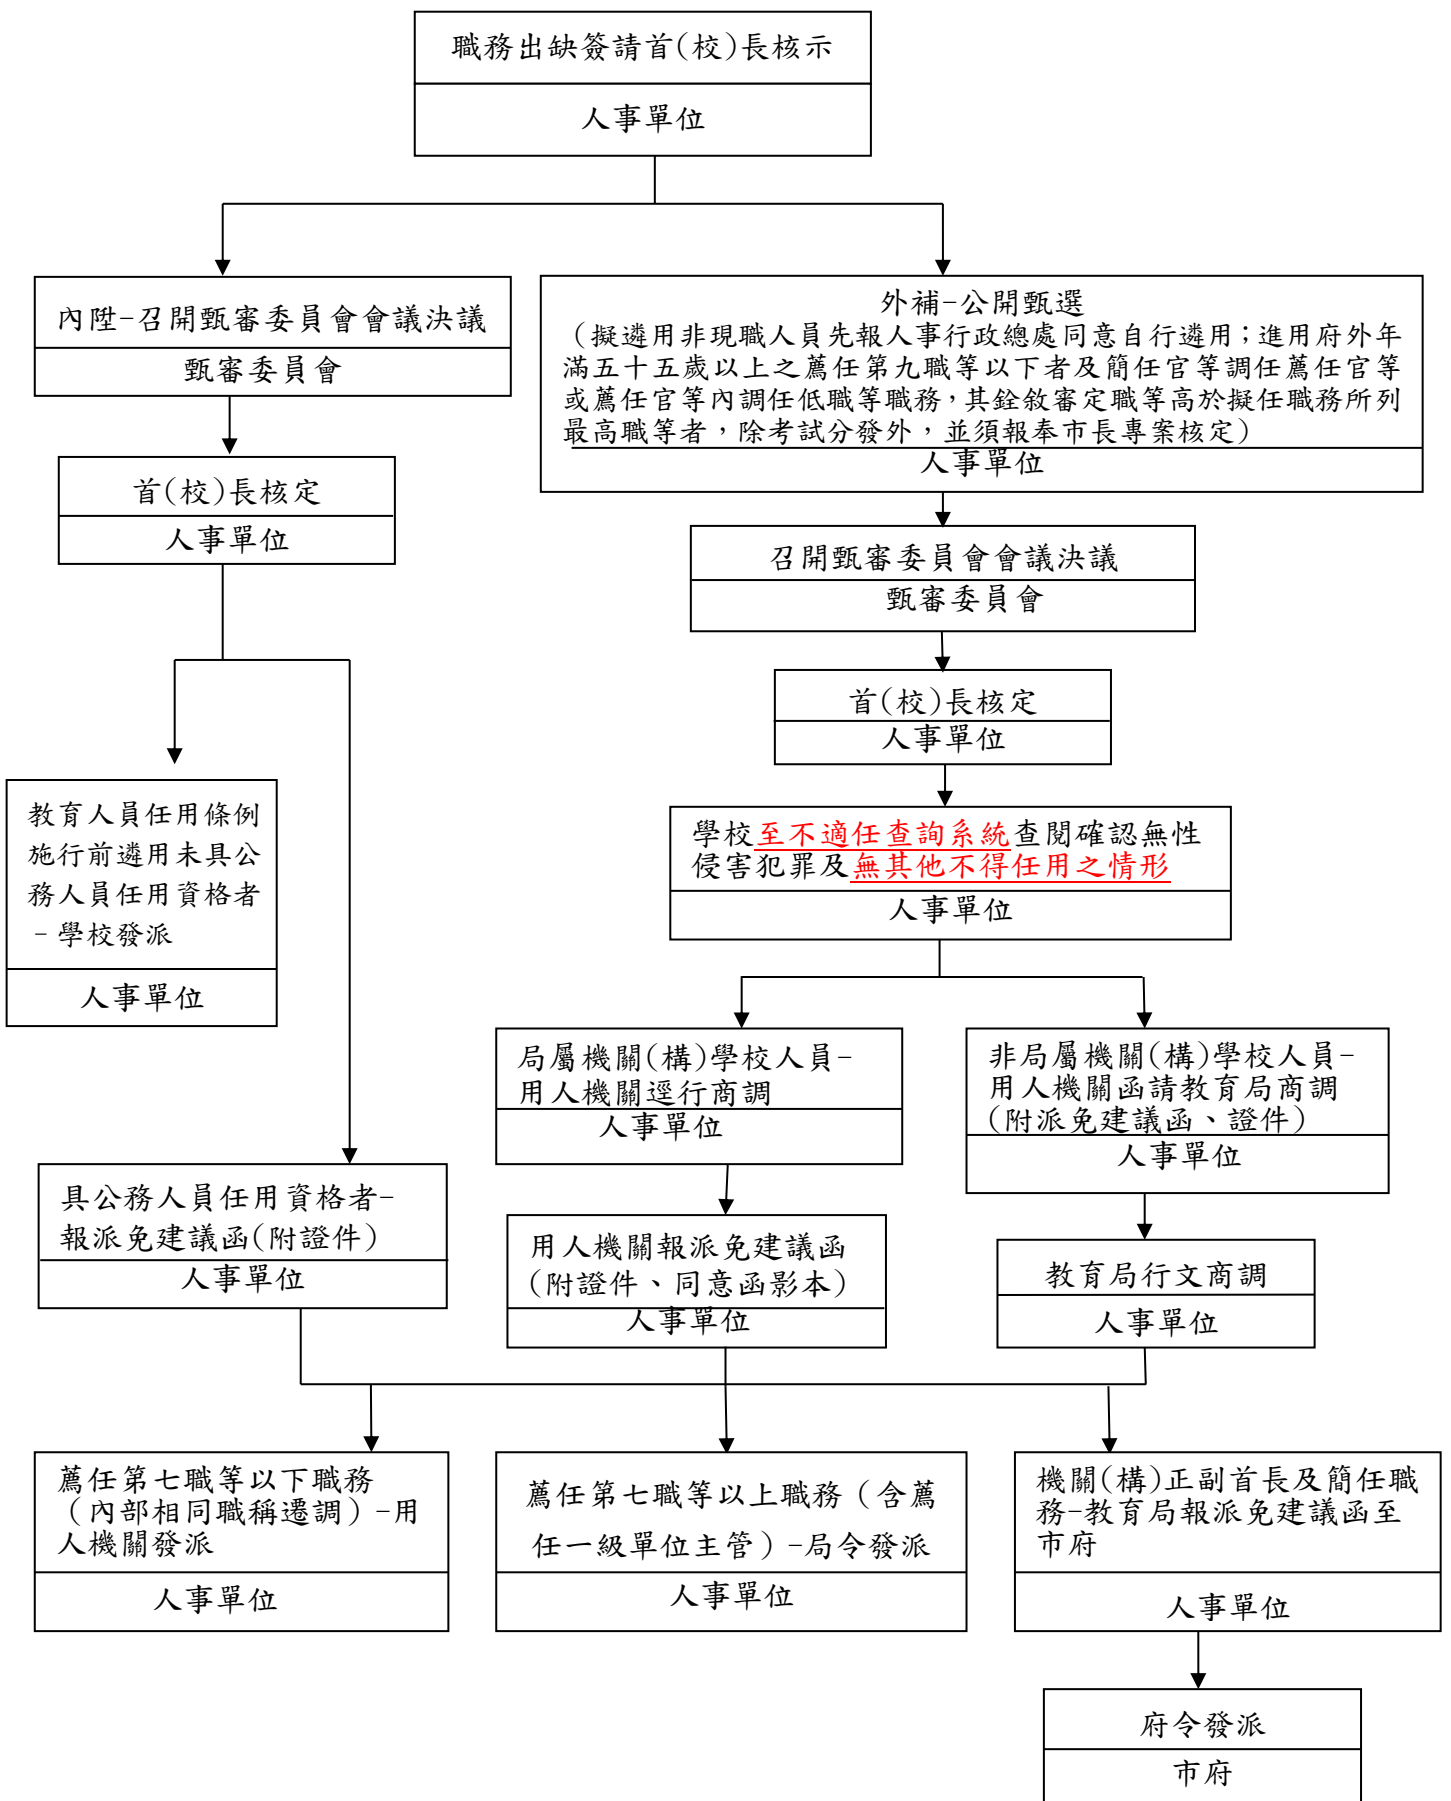 職務出缺簽請首(校)長核示
人事單位
內陞-召開甄審委員會會議決議
甄審委員會
外補-公開甄選
（擬遴用非現職人員先報人事行政總處同意自行遴用；進用府外年
滿五十五歲以上之薦任第九職等以下者及簡任官等調任薦任官等
或薦任官等內調任低職等職務，其銓敘審定職等高於擬任職務所列
最高職等者，除考試分發外，並須報奉市長專案核定）
人事單位
首(校)長核定
人事單位
召開甄審委員會會議決議
甄審委員會
首(校)長核定
人事單位
教育人員任用條例
施行前遴用未具公
務人員任用資格者
-學校發派
人事單位
學校至不適任查詢系統查閱確認無性
侵害犯罪及無其他不得任用之情形
人事單位
局屬機關(構)學校人員-
用人機關逕行商調
人事單位
非局屬機關(構)學校人員-
用人機關函請教育局商調
(附派免建議函、證件)
人事單位
具公務人員任用資格者-
報派免建議函(附證件)
人事單位
用人機關報派免建議函
(附證件、同意函影本)
人事單位
教育局行文商調
人事單位
薦任第七職等以下職務
（內部相同職稱遷調）-用
人機關發派
人事單位
薦任第七職等以上職務（含薦
任一級單位主管）-局令發派
人事單位
機關(構)正副首長及簡任職
務-教育局報派免建議函至
市府
人事單位
府令發派
市府